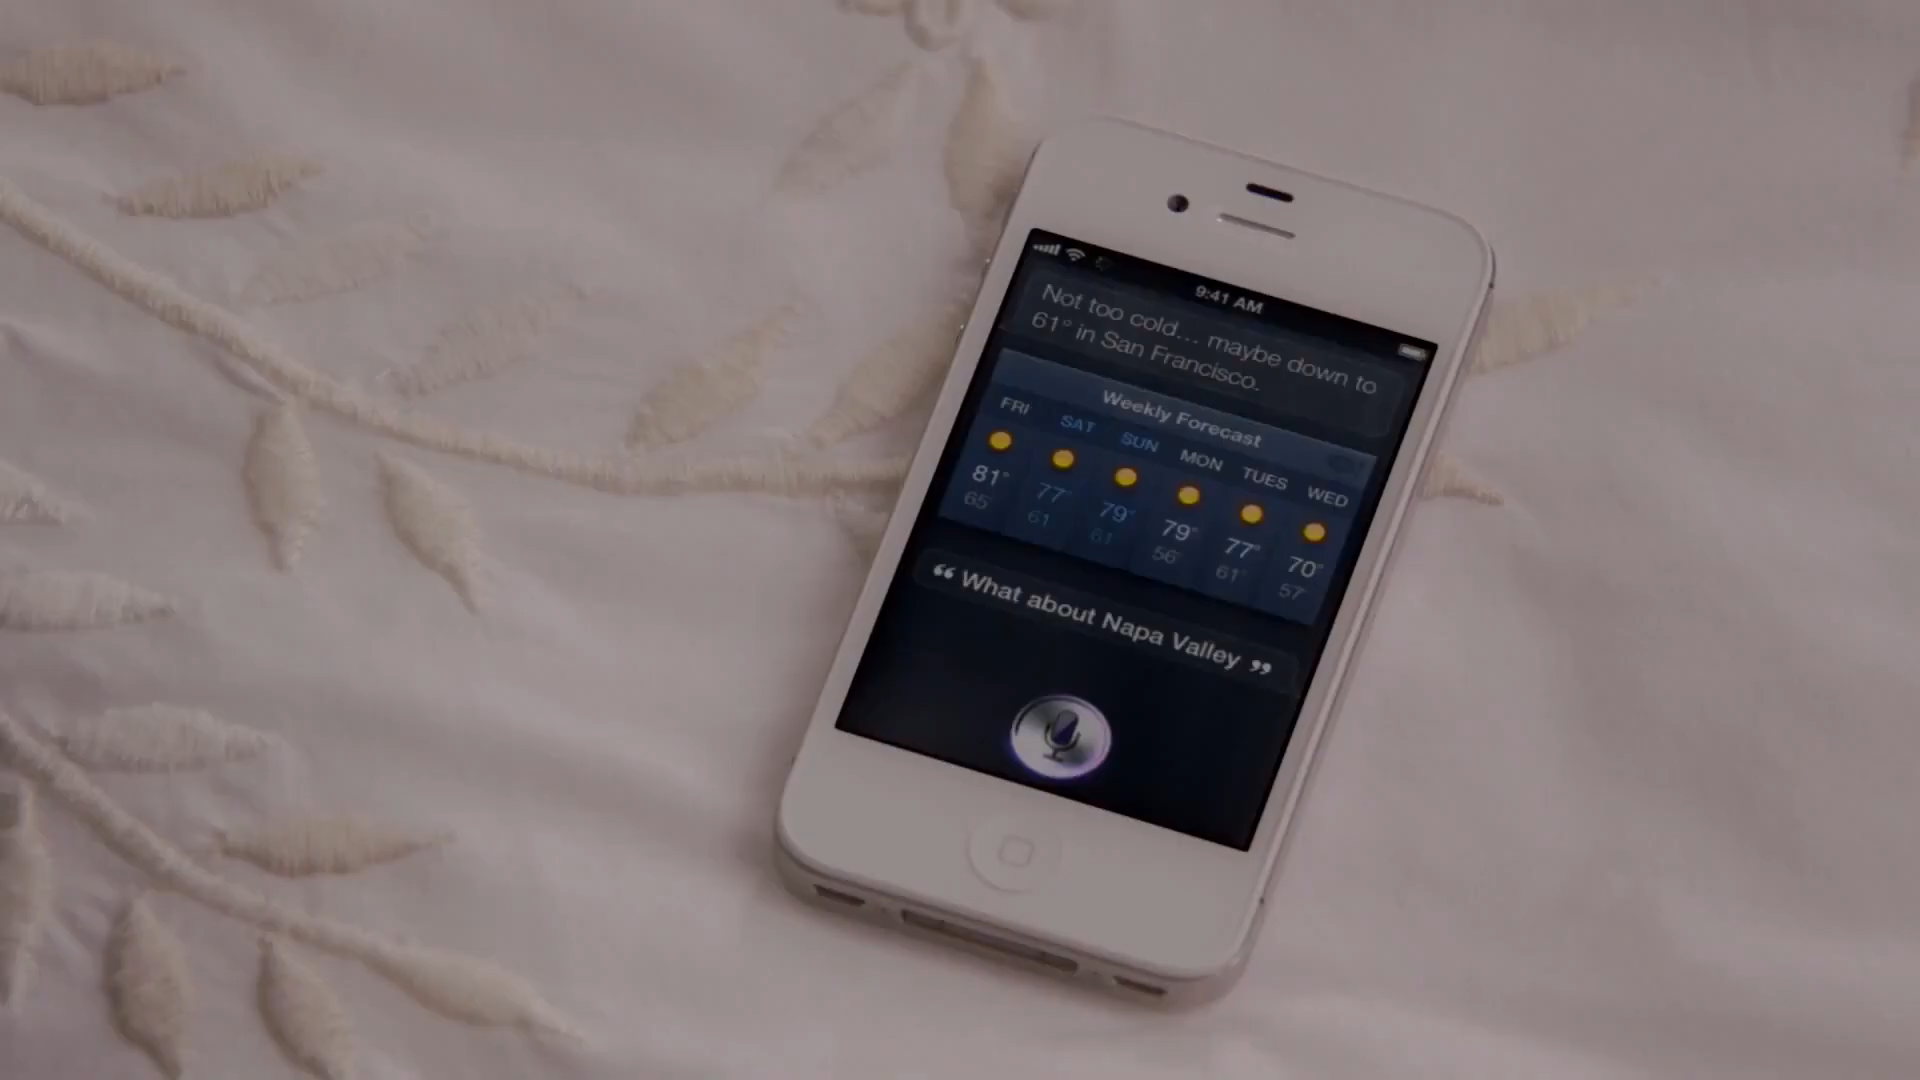 9:41 AM
Not too cold... maybe down to
61° in San Francisco.
Weekly Forecast
FRI SAT SUN MON TUES WED
81° 77° 79° 79° 77° 70°
65° 61 61 56° 61° 57°
“ What about Napa Valley ”